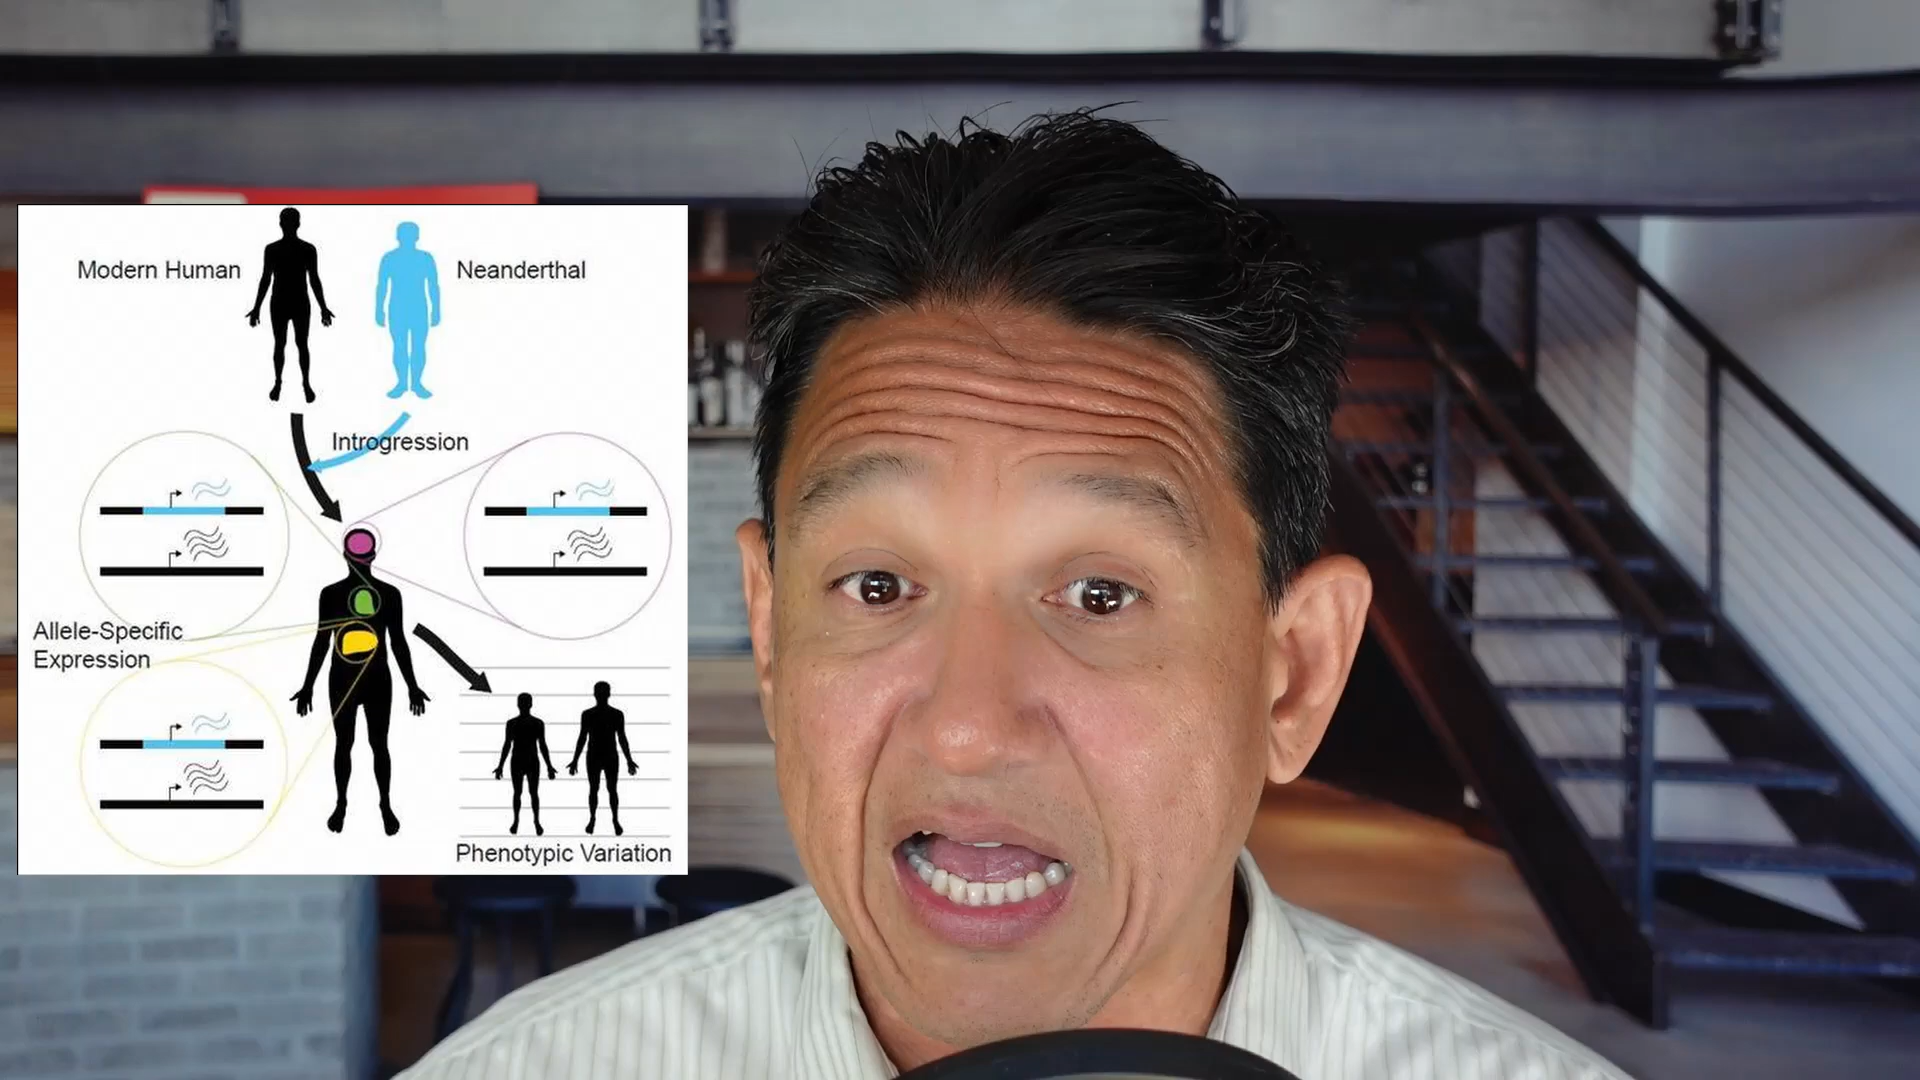 Modern Human
Neanderthal
Introgression
Allele-Specific
Expression
Phenotypic Variation